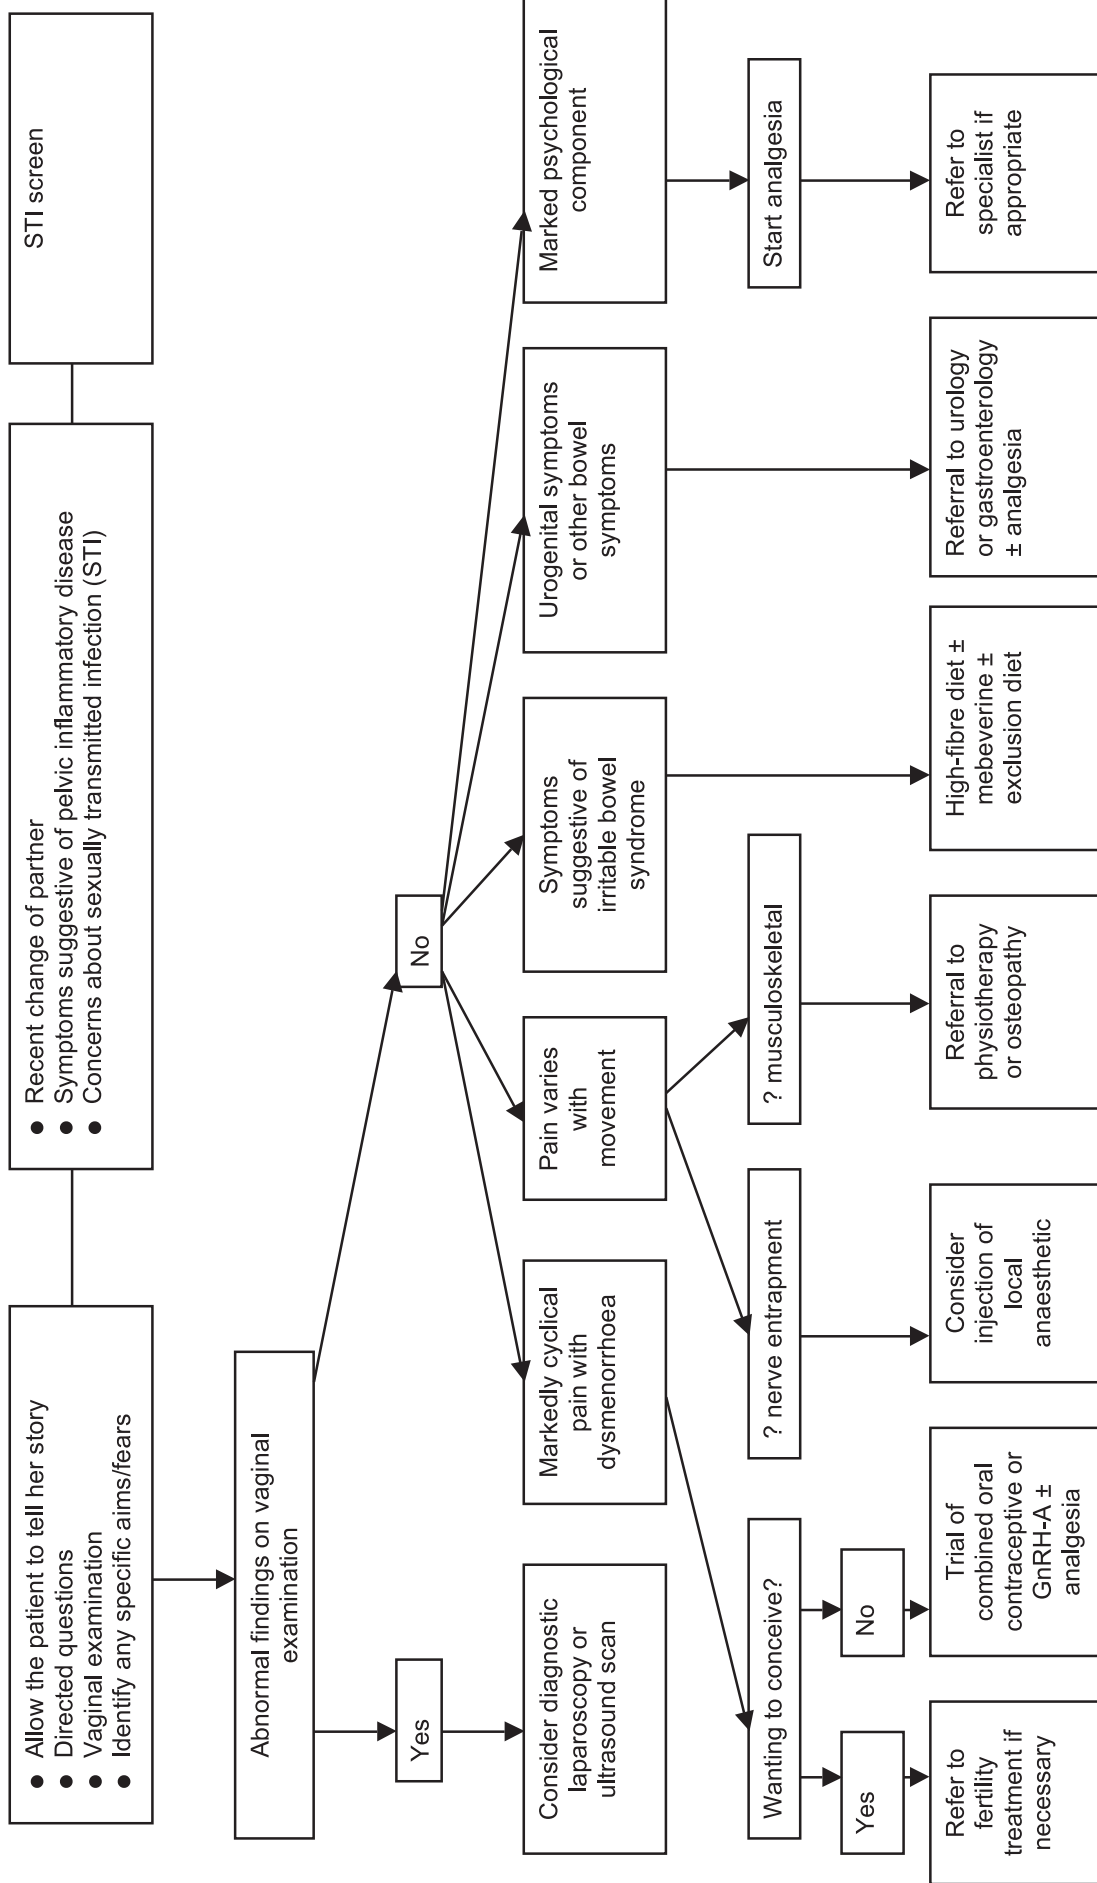 ● Allow the patient to tell her story
● Directed questions
● Vaginal examination
● Identify any specific aims/fears
● Recent change of partner
● Symptoms suggestive of pelvic inflammatory disease
● Concerns about sexually transmitted infection (STI)
STI screen
Abnormal findings on vaginal
examination
Yes
No
Consider diagnostic
laparoscopy or
ultrasound scan
Markedly cyclical
pain with
dysmenorrhoea
Pain varies
with
movement
Symptoms
suggestive of
irritable bowel
syndrome
Urogenital symptoms
or other bowel
symptoms
Marked psychological
component
Wanting to conceive?
? nerve entrapment
? musculoskeletal
Start analgesia
Yes
No
Refer to
fertility
treatment if
necessary
Trial of
combined oral
contraceptive or
GnRH-A ±
analgesia
Consider
injection of
local
anaesthetic
Referral to
physiotherapy
or osteopathy
High-fibre diet ±
mebeverine ±
exclusion diet
Referral to urology
or gastroenterology
± analgesia
Refer to
specialist if
appropriate